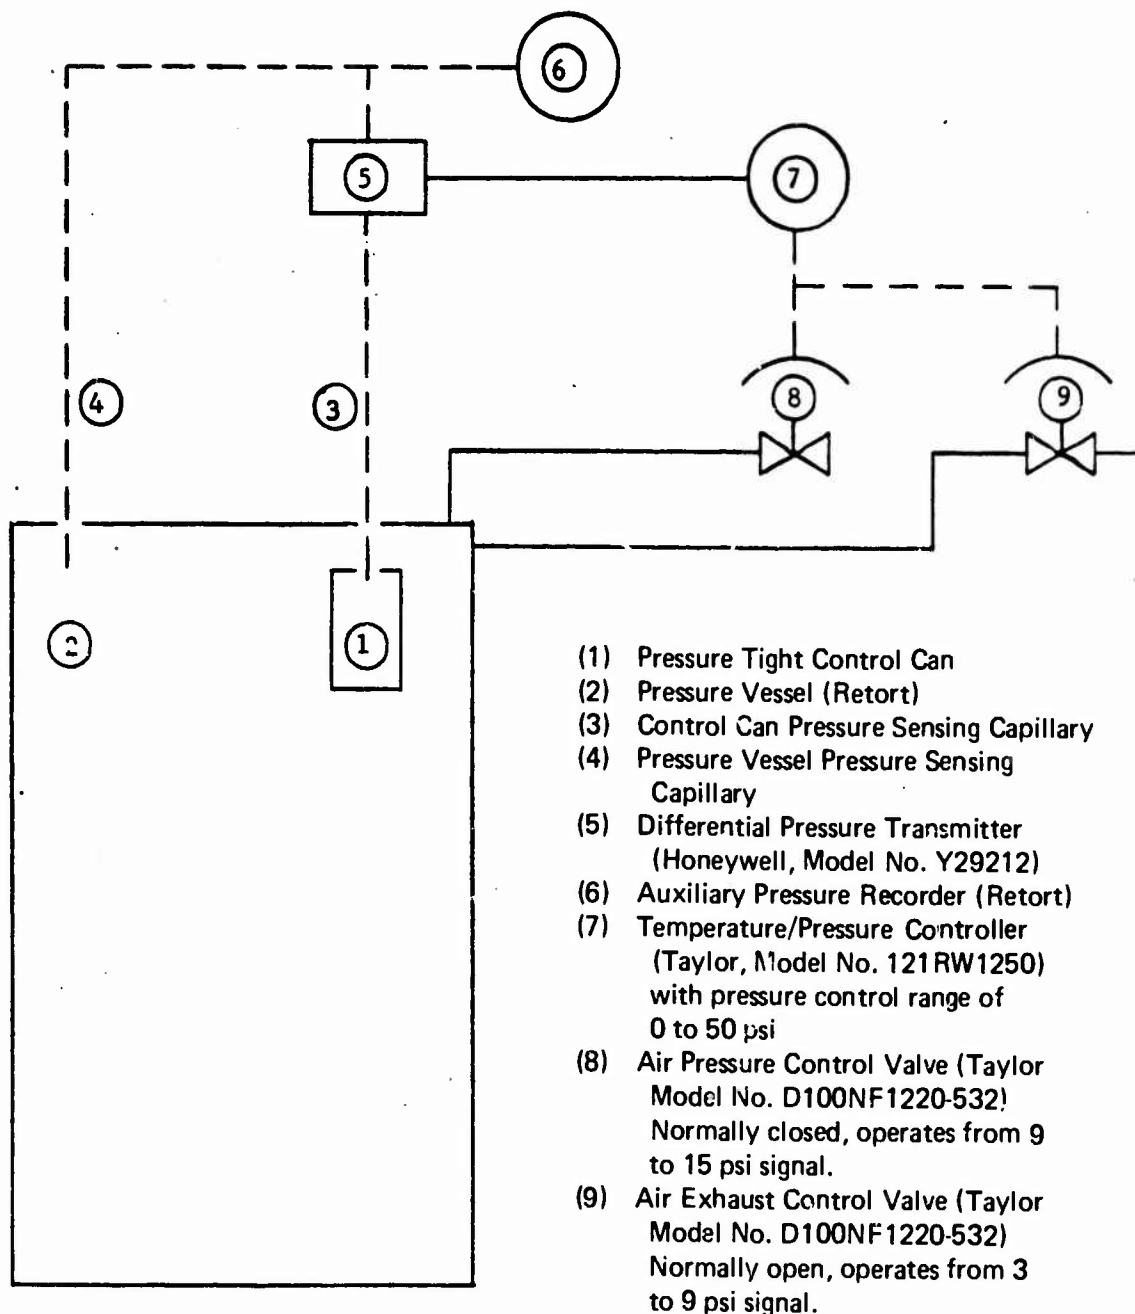 6
5
7
4
3
8
9
2
1
(1) Pressure Tight Control Can
(2) Pressure Vessel (Retort)
(3) Control Can Pressure Sensing Capillary
(4) Pressure Vessel Pressure Sensing
Capillary
(5) Differential Pressure Transmitter
(Honeywell, Model No. Y29212)
(6) Auxiliary Pressure Recorder (Retort)
(7) Temperature/Pressure Controller
(Taylor, Model No. 121RW1250)
with pressure control range of
0 to 50 psi
(8) Air Pressure Control Valve (Taylor
Model No. D100NF1220-532)
Normally closed, operates from 9
to 15 psi signal.
(9) Air Exhaust Control Valve (Taylor
Model No. D100NF1220-532)
Normally open, operates from 3
to 9 psi signal.